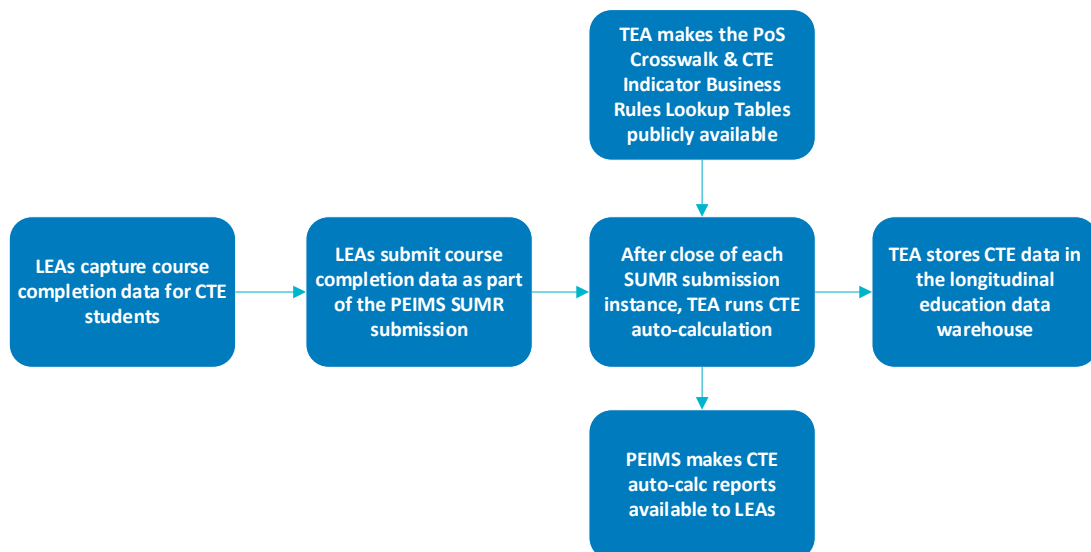 TEA makes the PoS
Crosswalk & CTE
Indicator Business
Rules Lookup Tables
publicly available
LEAs capture course
completion data for CTE
students
LEAs submit course
completion data as part
of the PEIMS SUMR
submission
After close of each
SUMR submission
instance, TEA runs CTE
auto-calculation
TEA stores CTE data in
the longitudinal
education data
warehouse
PEIMS makes CTE
auto-calc reports
available to LEAs